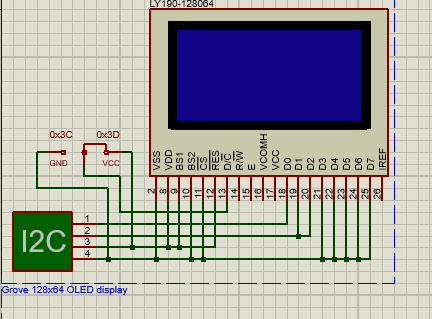 LY190-128064
0x3C 0x3D
GND VCC
VSS VDD BS1 BS2 CS RES D/C R/W E VCOMH VCC D0 D1 D2 D3 D4 D5 D6 D7 IREF
2 8 9 10 11 12 13 14 15 16 17 18 19 20 21 22 23 24 25 26
I2C
1
2
3
4
Grove 128x64 OLED display